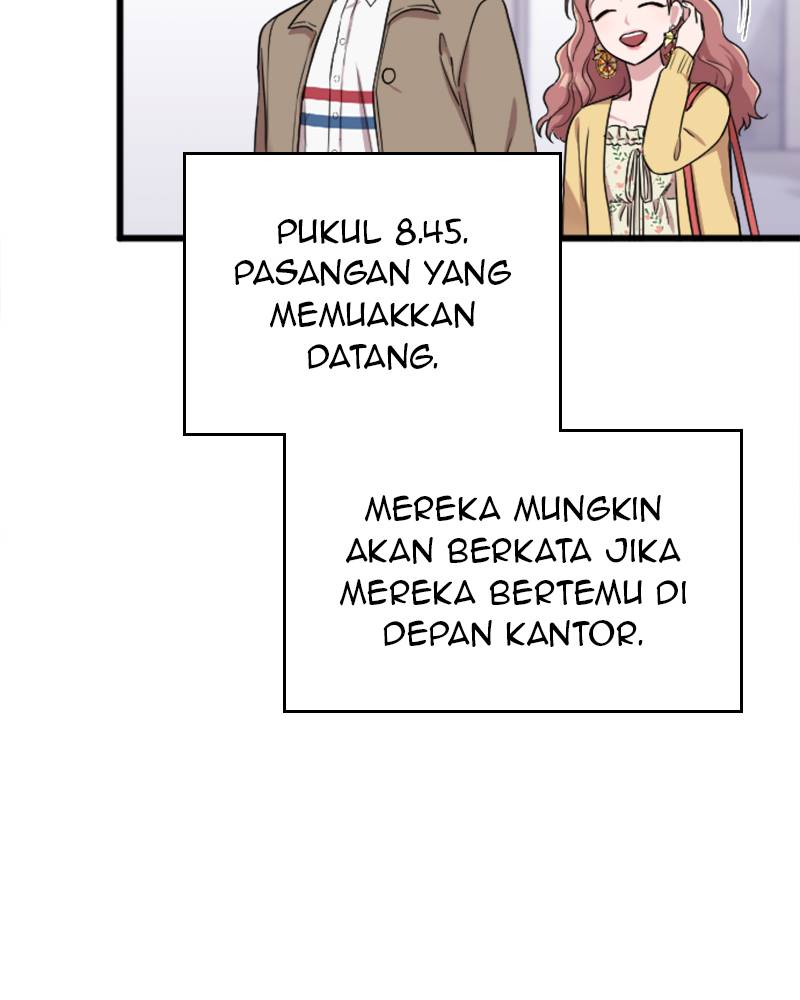 PUKUL 8.45.
PASANGAN YANG
MEMUAKKAN
DATANG.
MEREKA MUNGKIN
AKAN BERKATA JIKA
MEREKA BERTEMU DI
DEPAN KANTOR.